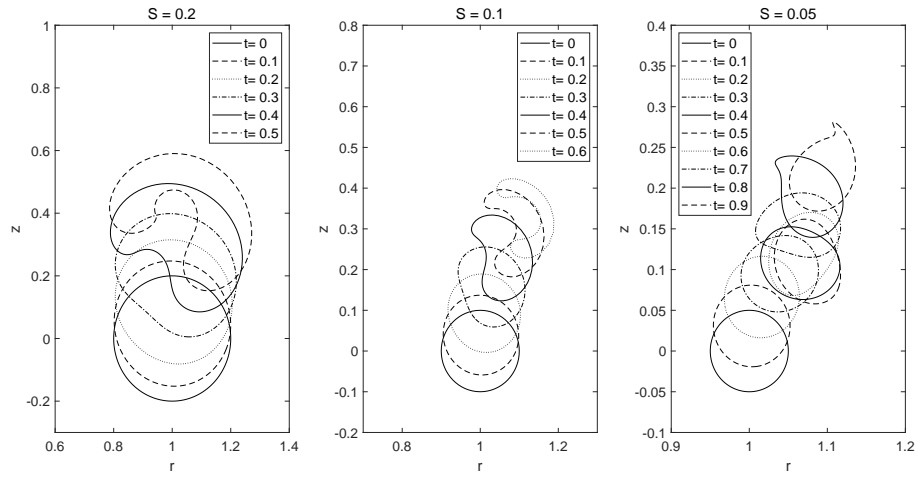 S = 0.2
1
0.8
0.6
0.4
0.2
0
-0.2
z
0.6
0.8
1
1.2
1.4
r
t= 0
t= 0.1
t= 0.2
t= 0.3
t= 0.4
t= 0.5
S = 0.1
0.8
0.7
0.6
0.5
0.4
0.3
0.2
0.1
0
-0.1
-0.2
z
0.8
1
1.2
r
t= 0
t= 0.1
t= 0.2
t= 0.3
t= 0.4
t= 0.5
t= 0.6
S = 0.05
0.4
0.35
0.3
0.25
0.2
0.15
0.1
0.05
0
-0.05
-0.1
z
0.9
1
1.1
1.2
r
t= 0
t= 0.1
t= 0.2
t= 0.3
t= 0.4
t= 0.5
t= 0.6
t= 0.7
t= 0.8
t= 0.9